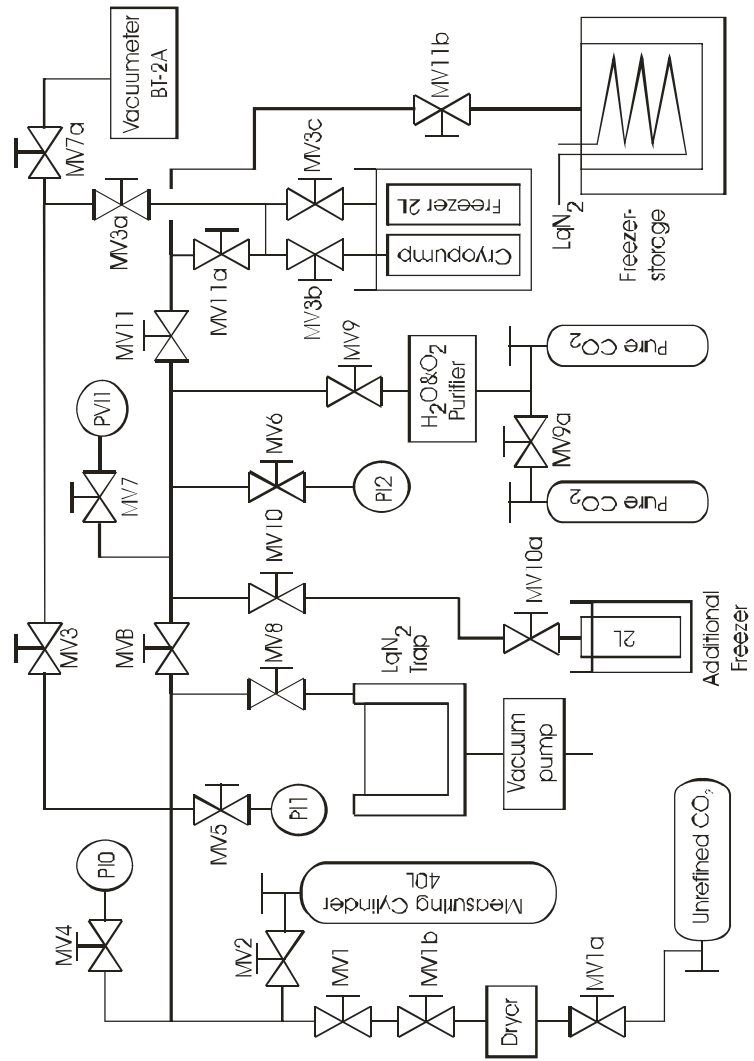 Vacuumeter
BT-2A
MV7a
MV11b
MV3c
MV3a
Freezer 2L
Cryopump
LqN2
Freezer-
storage
MV11a
MV3b
MV11
MV9
PVI1
MV7
H2O&O2
Purifier
Pure CO2
MV9a
Pure CO2
MV6
PI2
MV10
MV10a
2L
Additional
Freezer
MV3
MVB
MV8
LqN2
Trap
Vacuum
pump
MV5
PI1
PI0
MV4
Measuring Cylinder
40L
MV2
MV1
MV1b
Dryer
MV1a
Unrefined CO2